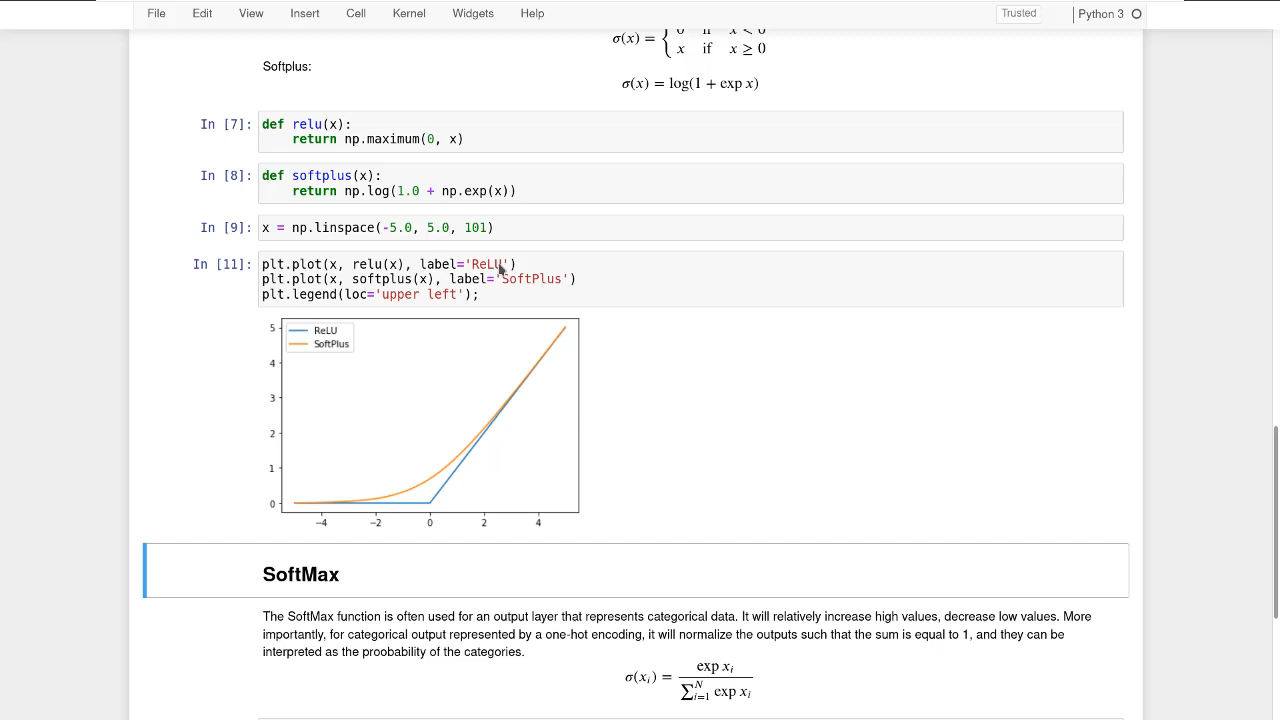 File Edit View Insert Cell Kernel Widgets Help Trusted Python 3
σ(x) = { 0 if x < 0
x if x ≥ 0
Softplus:
σ(x) = log(1 + exp x)
In [7]: def relu(x):
return np.maximum(0, x)
In [8]: def softplus(x):
return np.log(1.0 + np.exp(x))
In [9]: x = np.linspace(-5.0, 5.0, 101)
In [11]: plt.plot(x, relu(x), label='ReLU')
plt.plot(x, softplus(x), label='SoftPlus')
plt.legend(loc='upper left');
ReLU
SoftPlus
5
4
3
2
1
0
−4 −2 0 2 4
SoftMax
The SoftMax function is often used for an output layer that represents categorical data. It will relatively increase high values, decrease low values. More
importantly, for categorical output represented by a one-hot encoding, it will normalize the outputs such that the sum is equal to 1, and they can be
interpreted as the proobability of the categories.
σ(xᵢ) = exp xᵢ / ∑ᵢ₌₁ᴺ exp xᵢ